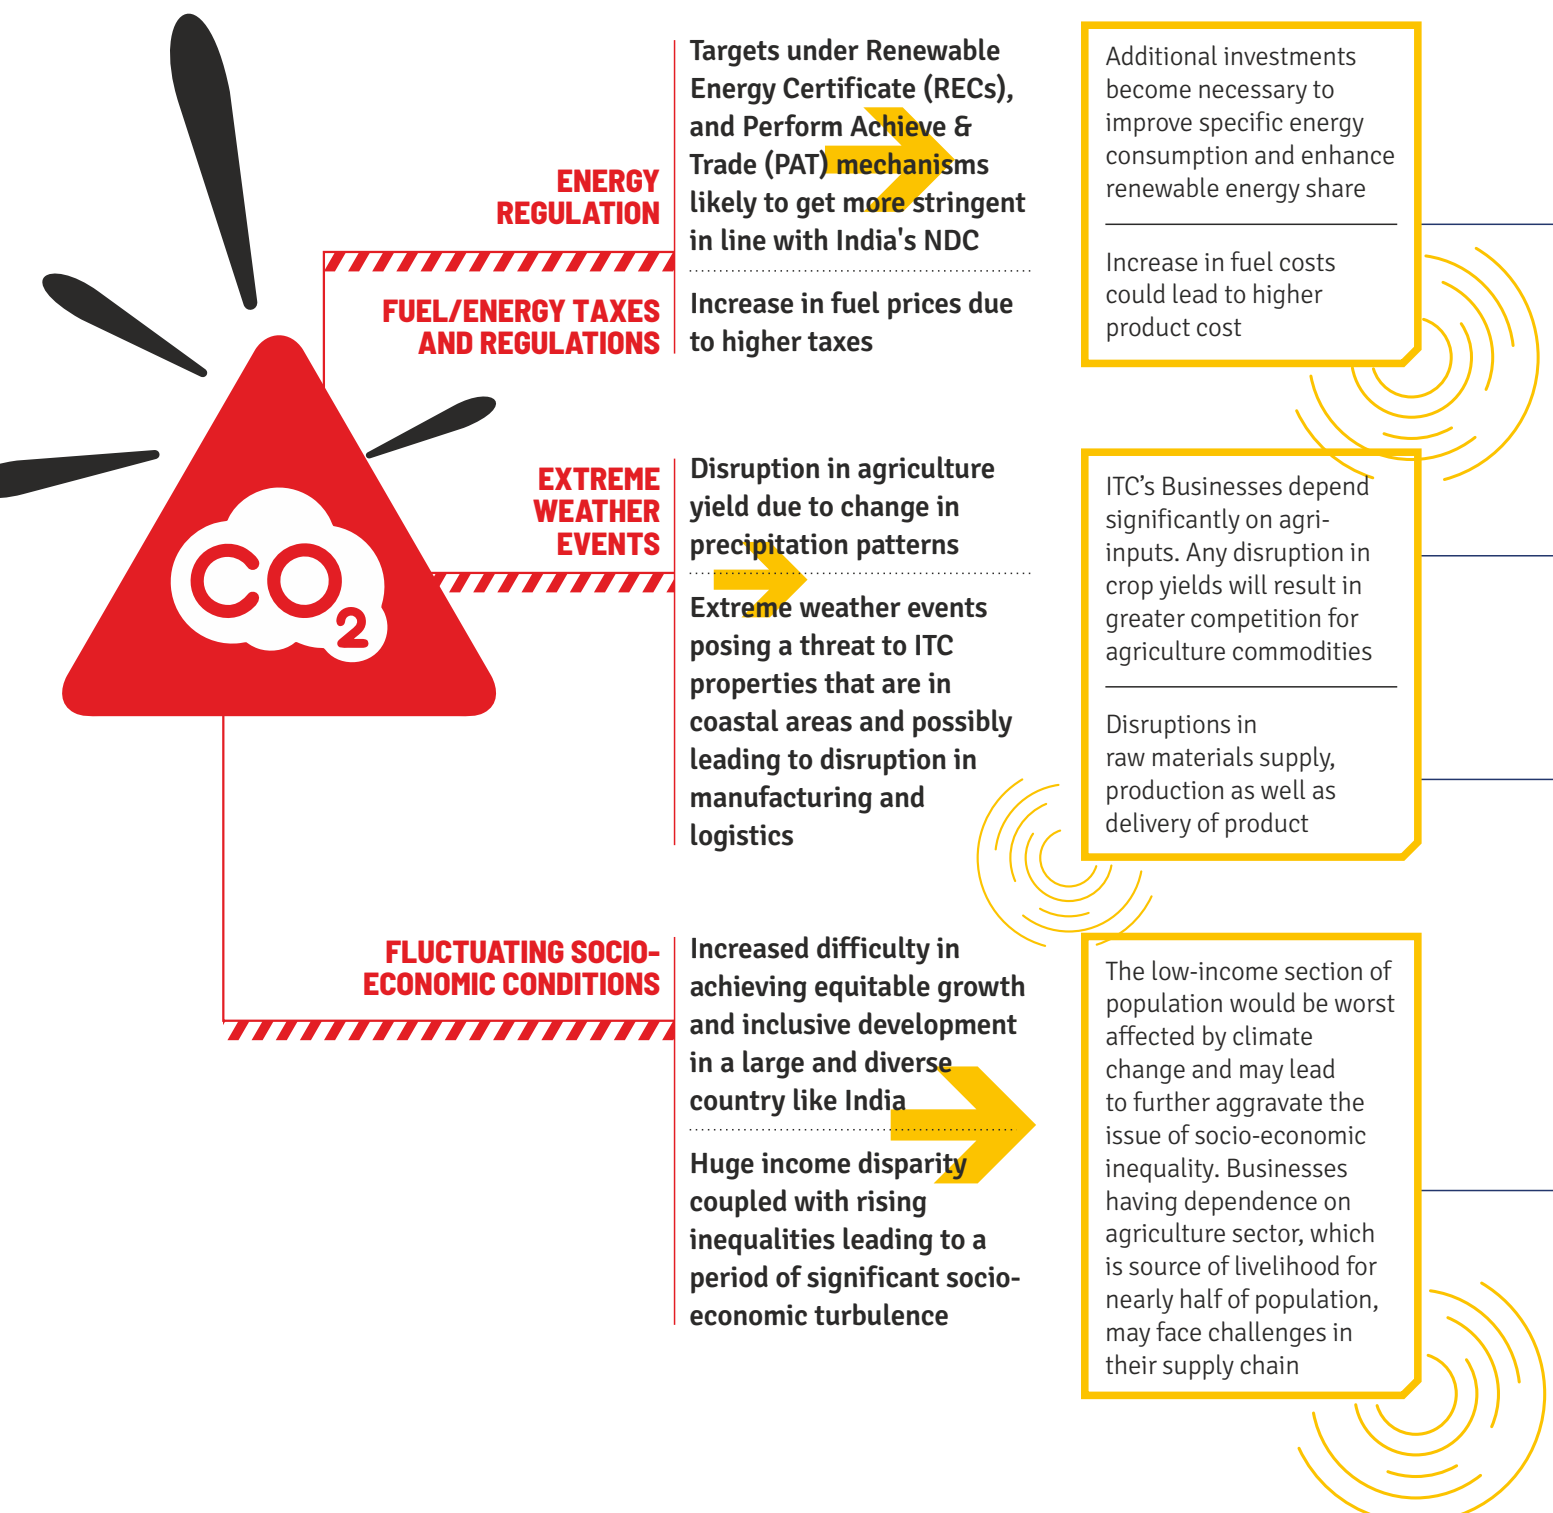 ENERGY
REGULATION
Targets under Renewable
Energy Certificate (RECs),
and Perform Achieve &
Trade (PAT) mechanisms
likely to get more stringent
in line with India's NDC
FUEL/ENERGY TAXES
AND REGULATIONS
Increase in fuel prices due
to higher taxes
Additional investments
become necessary to
improve specific energy
consumption and enhance
renewable energy share
Increase in fuel costs
could lead to higher
product cost
CO2
EXTREME
WEATHER
EVENTS
Disruption in agriculture
yield due to change in
precipitation patterns
Extreme weather events
posing a threat to ITC
properties that are in
coastal areas and possibly
leading to disruption in
manufacturing and
logistics
ITC’s Businesses depend
significantly on agri-
inputs. Any disruption in
crop yields will result in
greater competition for
agriculture commodities
Disruptions in
raw materials supply,
production as well as
delivery of product
FLUCTUATING SOCIO-
ECONOMIC CONDITIONS
Increased difficulty in
achieving equitable growth
and inclusive development
in a large and diverse
country like India
Huge income disparity
coupled with rising
inequalities leading to a
period of significant socio-
economic turbulence
The low-income section of
population would be worst
affected by climate
change and may lead
to further aggravate the
issue of socio-economic
inequality. Businesses
having dependence on
agriculture sector, which
is source of livelihood for
nearly half of population,
may face challenges in
their supply chain